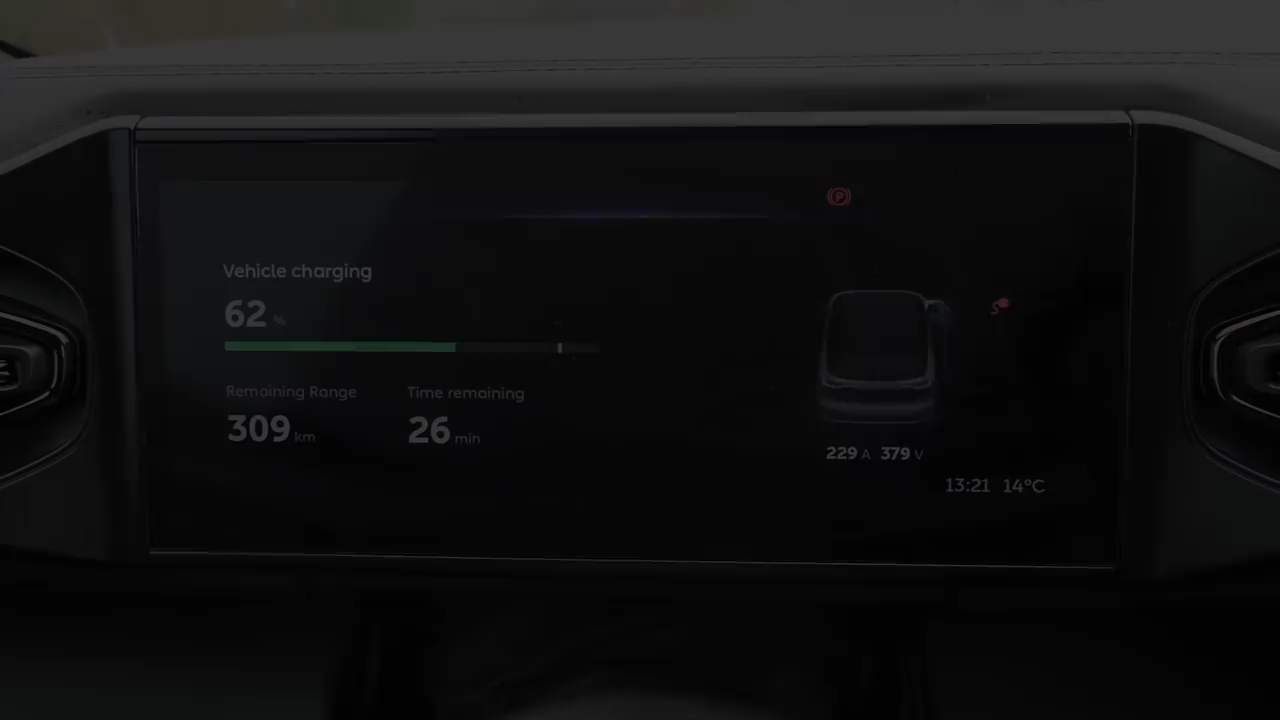 Vehicle charging
62 %
Remaining Range
309 km
Time remaining
26 min
P
229 A 379 V
13:21 14°C